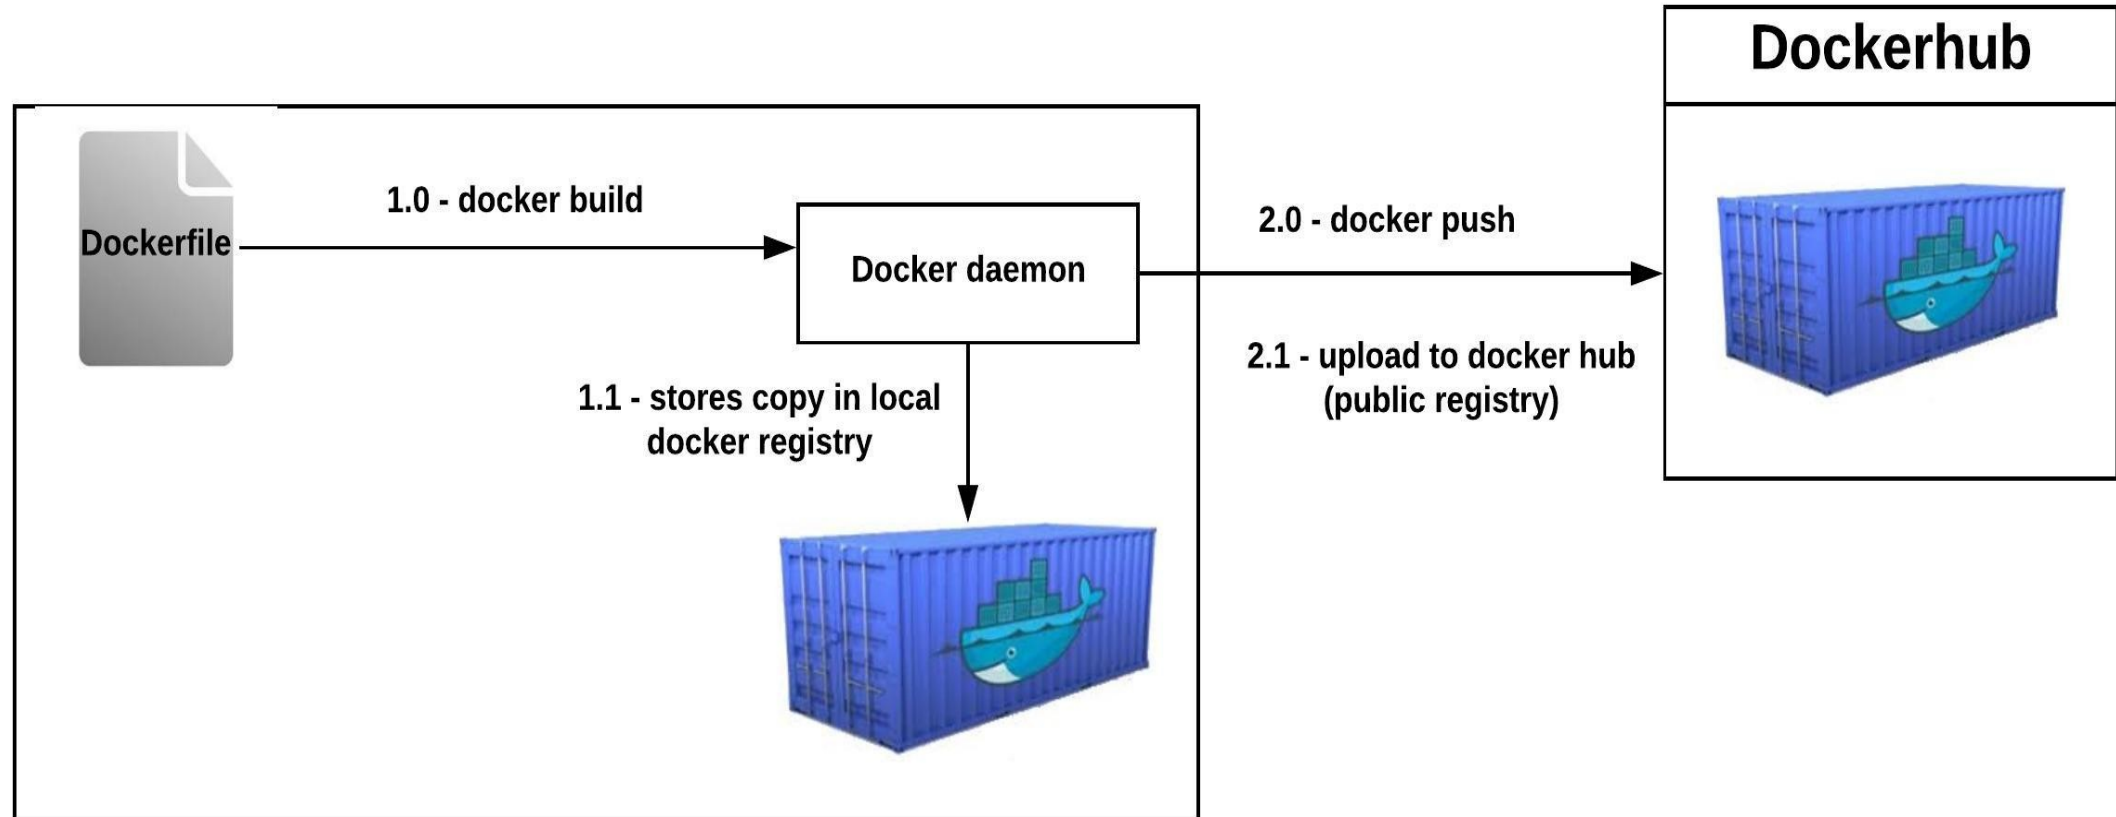 Dockerhub
Dockerfile
1.0 - docker build
Docker daemon
1.1 - stores copy in local
docker registry
2.0 - docker push
2.1 - upload to docker hub
(public registry)